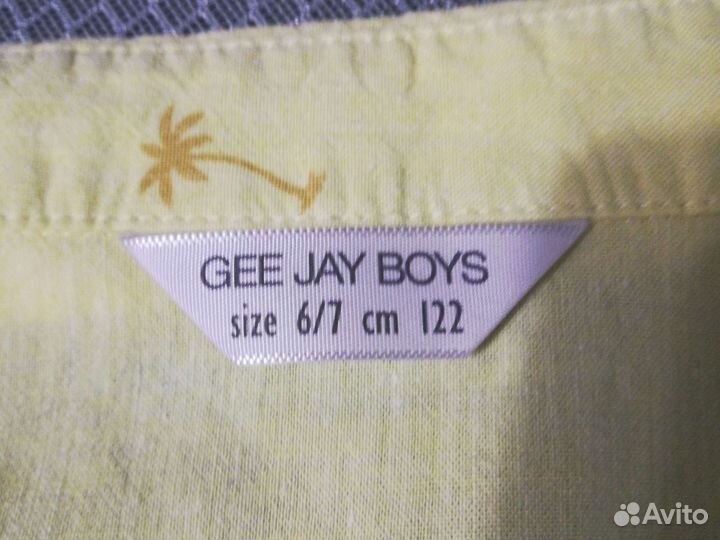 GEE JAY BOYS
size 6/7 cm 122
Avito